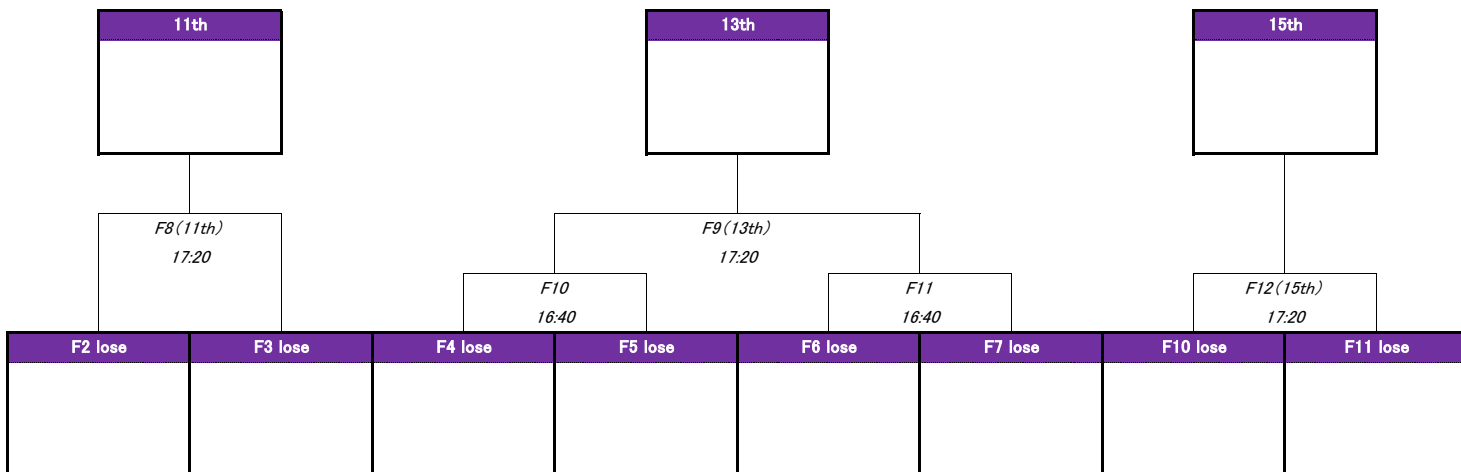 11th
13th
15th
F8(11th)
17:20
F9(13th)
17:20
F10
16:40
F11
16:40
F12(15th)
17:20
F2 lose
F3 lose
F4 lose
F5 lose
F6 lose
F7 lose
F10 lose
F11 lose